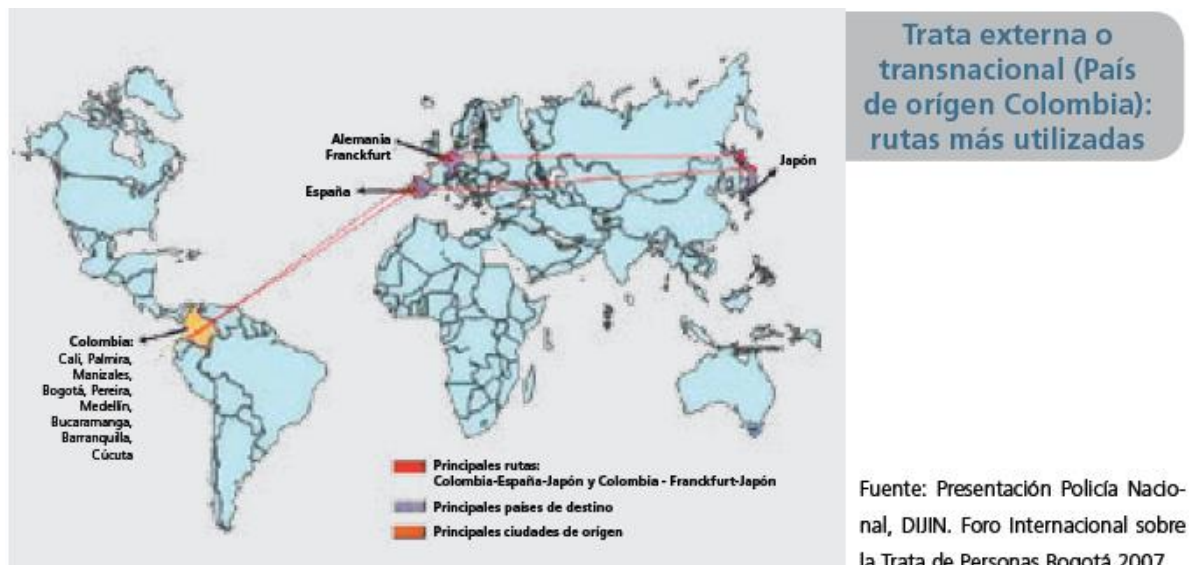 Trata externa o
transnacional (País
de orígen Colombia):
rutas más utilizadas
Alemania
Franckfurt
España
Japón
Colombia:
Cali, Palmira,
Manizales,
Bogotá, Pereira,
Medellín,
Bucaramanga,
Barranquilla,
Cúcuta
Principales rutas:
Colombia-España-Japón y Colombia - Franckfurt-Japón
Principales países de destino
Principales ciudades de orígen
Fuente: Presentación Policía Nacio-
nal, DIJIN. Foro Internacional sobre
la Trata de Personas Bogotá 2007